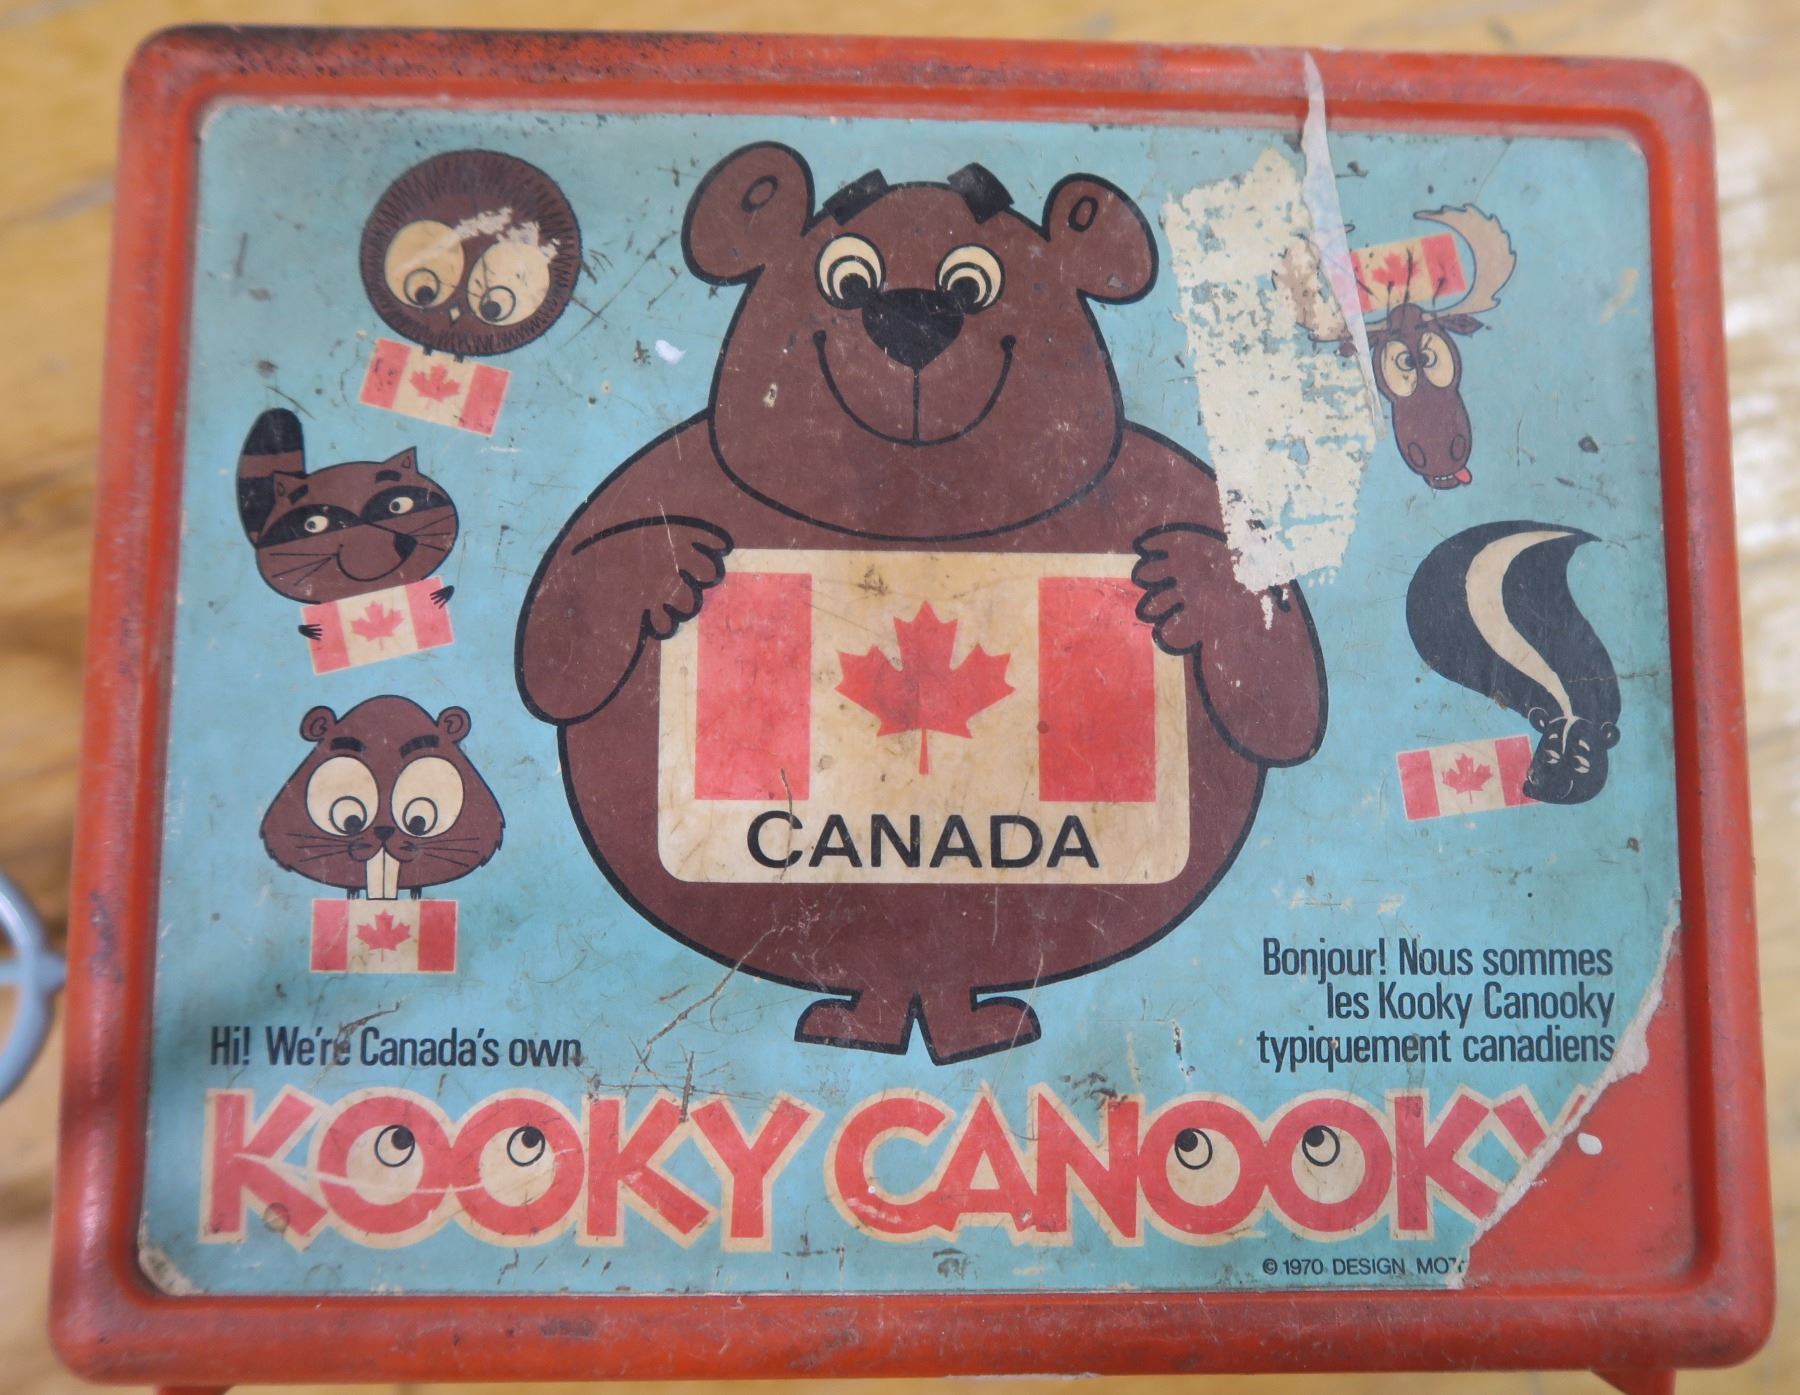 CANADA
Hi! We're Canada's own
Bonjour! Nous sommes
les Kooky Canooky
typiquement canadiens
KOOKY CANOOKY
© 1970 DESIGN